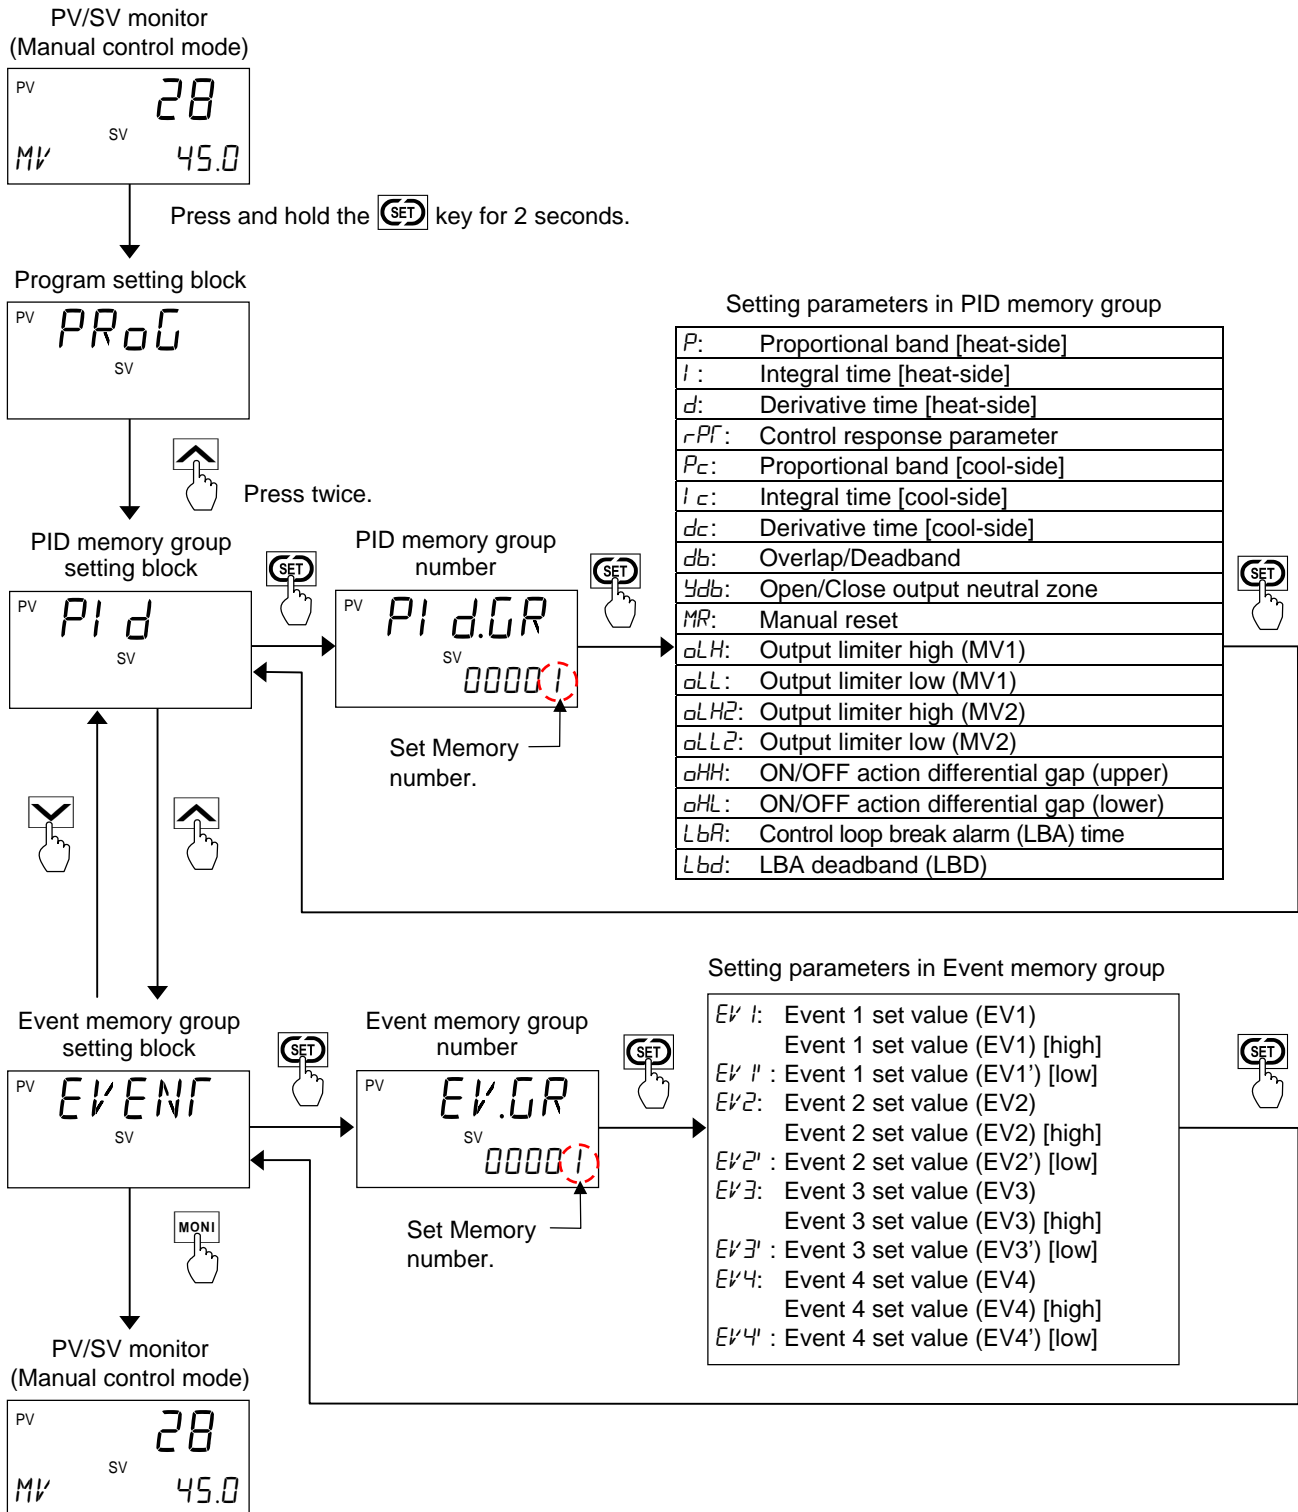 PV/SV monitor
(Manual control mode)
PV 28
SV
MV 45.0
Press and hold the SET key for 2 seconds.
Program setting block
PV PRoG
SV
Press twice.
PID memory group
setting block
PV PId
SV
SET
PID memory group
number
PV PId.GR
SV
00001
Set Memory
number.
SET
Setting parameters in PID memory group
P: Proportional band [heat-side]
I: Integral time [heat-side]
d: Derivative time [heat-side]
rPT: Control response parameter
Pc: Proportional band [cool-side]
Ic: Integral time [cool-side]
dc: Derivative time [cool-side]
db: Overlap/Deadband
Ydb: Open/Close output neutral zone
MR: Manual reset
oLH: Output limiter high (MV1)
oLL: Output limiter low (MV1)
oLH2: Output limiter high (MV2)
oLL2: Output limiter low (MV2)
oHH: ON/OFF action differential gap (upper)
oHL: ON/OFF action differential gap (lower)
LbA: Control loop break alarm (LBA) time
Lbd: LBA deadband (LBD)
SET
Event memory group
setting block
PV EVENT
SV
SET
Event memory group
number
PV EV.GR
SV
00001
Set Memory
number.
SET
Setting parameters in Event memory group
EV1: Event 1 set value (EV1)
Event 1 set value (EV1) [high]
EV1' : Event 1 set value (EV1’) [low]
EV2: Event 2 set value (EV2)
Event 2 set value (EV2) [high]
EV2' : Event 2 set value (EV2’) [low]
EV3: Event 3 set value (EV3)
Event 3 set value (EV3) [high]
EV3' : Event 3 set value (EV3’) [low]
EV4: Event 4 set value (EV4)
Event 4 set value (EV4) [high]
EV4' : Event 4 set value (EV4’) [low]
SET
MONI
PV/SV monitor
(Manual control mode)
PV 28
SV
MV 45.0